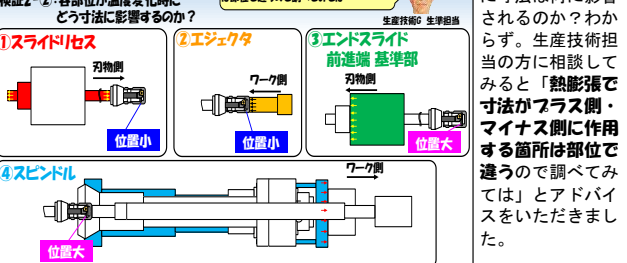 検証2-②:各部位が温度変化時に
どう寸法に影響するのか?
生産技術G 生準担当
①スライドリセス
刃物側
位置小
②エジェクタ
ワーク側
位置小
③エンドスライド
前進端 基準部
刃物側
位置大
④スピンドル
ワーク側
位置大
されるのか?わか
らず。生産技術担
当の方に相談して
みると「熱膨張で
寸法がプラス側・
マイナス側に作用
する箇所は部位で
違うので調べてみ
ては」とアドバイ
スをいただきまし
た。